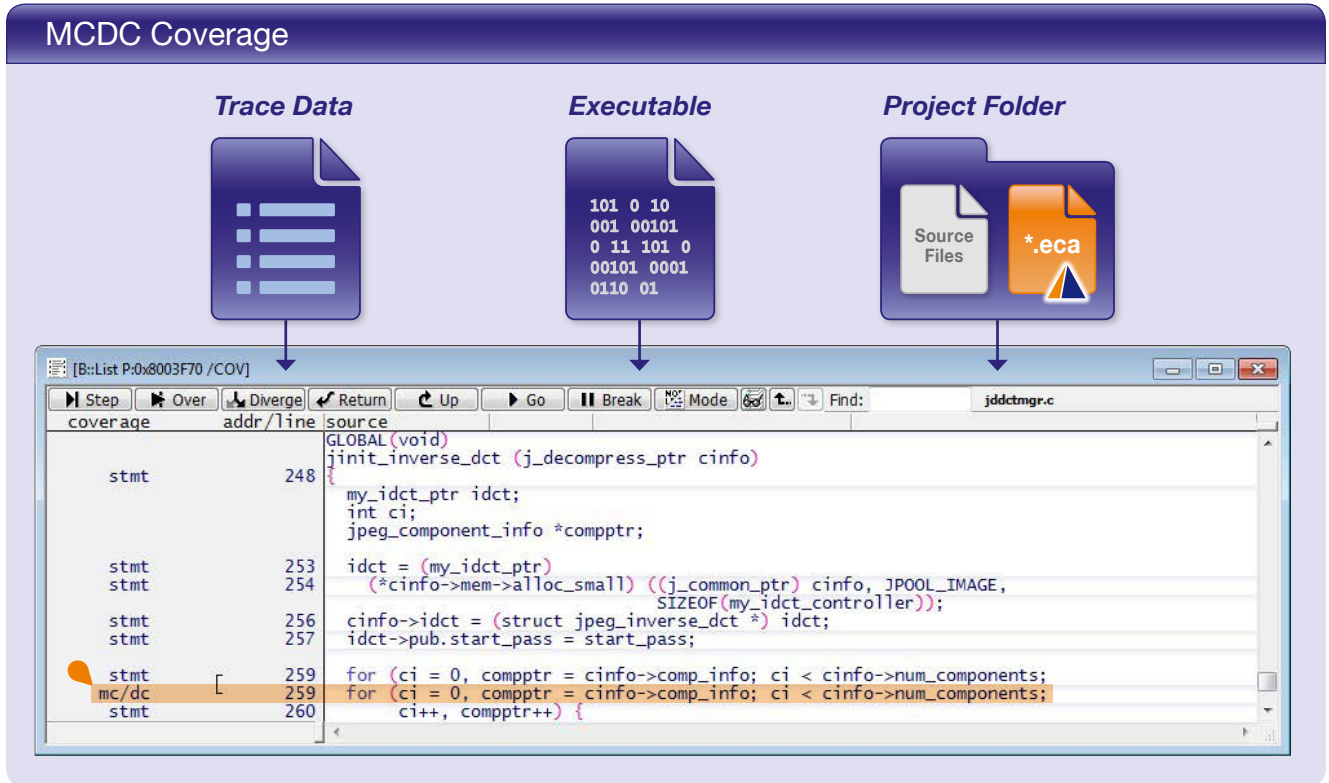 MCDC Coverage
Trace Data
Executable
Project Folder
101 0 10
001 00101
0 11 101 0
00101 0001
0110 01
Source
Files
*.eca
[B::List P:0x8003F70 /COV]
Step Over Diverge Return Up Go Break Mode t.. Find: jddctmgr.c
coverage addr/line source
GLOBAL(void)
jinit_inverse_dct (j_decompress_ptr cinfo)
stmt 248 {
my_idct_ptr idct;
int ci;
jpeg_component_info *compptr;
stmt 253 idct = (my_idct_ptr)
stmt 254 (*cinfo->mem->alloc_small) ((j_common_ptr) cinfo, JPOOL_IMAGE,
SIZEOF(my_idct_controller));
stmt 256 cinfo->idct = (struct jpeg_inverse_dct *) idct;
stmt 257 idct->pub.start_pass = start_pass;
stmt 259 for (ci = 0, compptr = cinfo->comp_info; ci < cinfo->num_components;
mc/dc 259 for (ci = 0, compptr = cinfo->comp_info; ci < cinfo->num_components;
stmt 260 ci++, compptr++) {